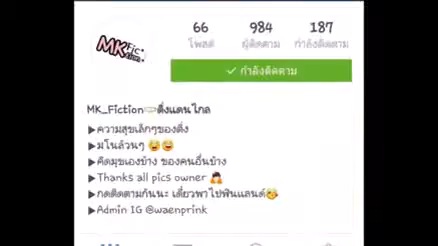 MK Fic:
tion
66 984 187
โพสต์ ผู้ติดตาม กำลังติดตาม
✓ กำลังติดตาม
MK_Fiction ติ่งแดนไกล
▶ความสุขเล็กๆของติ่ง
▶มโนล้วนๆ 😂😂
▶คิดมุขเองบ้าง ของคนอื่นบ้าง
▶Thanks all pics owner 🙇
▶กดติดตามกันนะ เดี๋ยวพาไปฟินแลนด์
▶Admin IG @waenprink